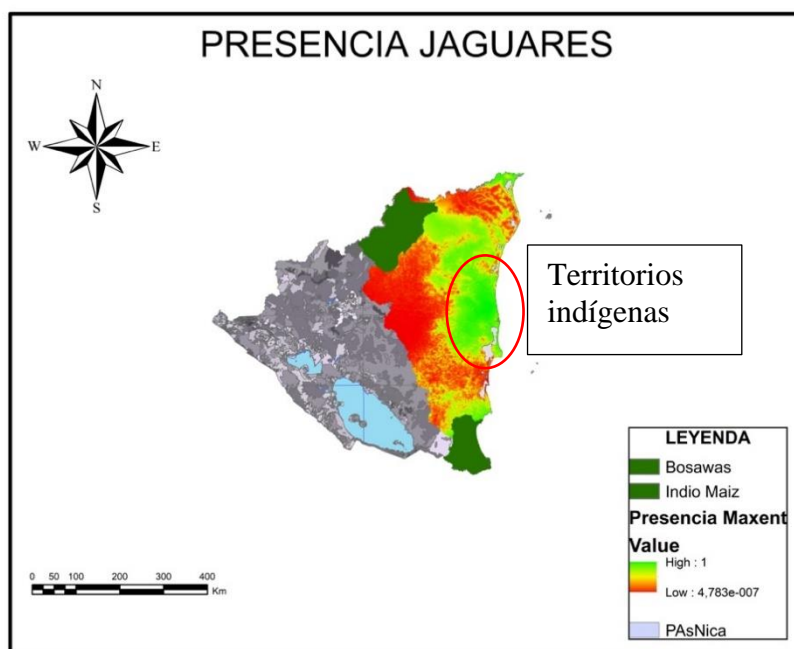 PRESENCIA JAGUARES
N
W
E
S
Territorios
indígenas
LEYENDA
Bosawas
Indio Maiz
Presencia Maxent
Value
High : 1
Low : 4,783e-007
PAsNica
0 50 100 200 300 400
Km